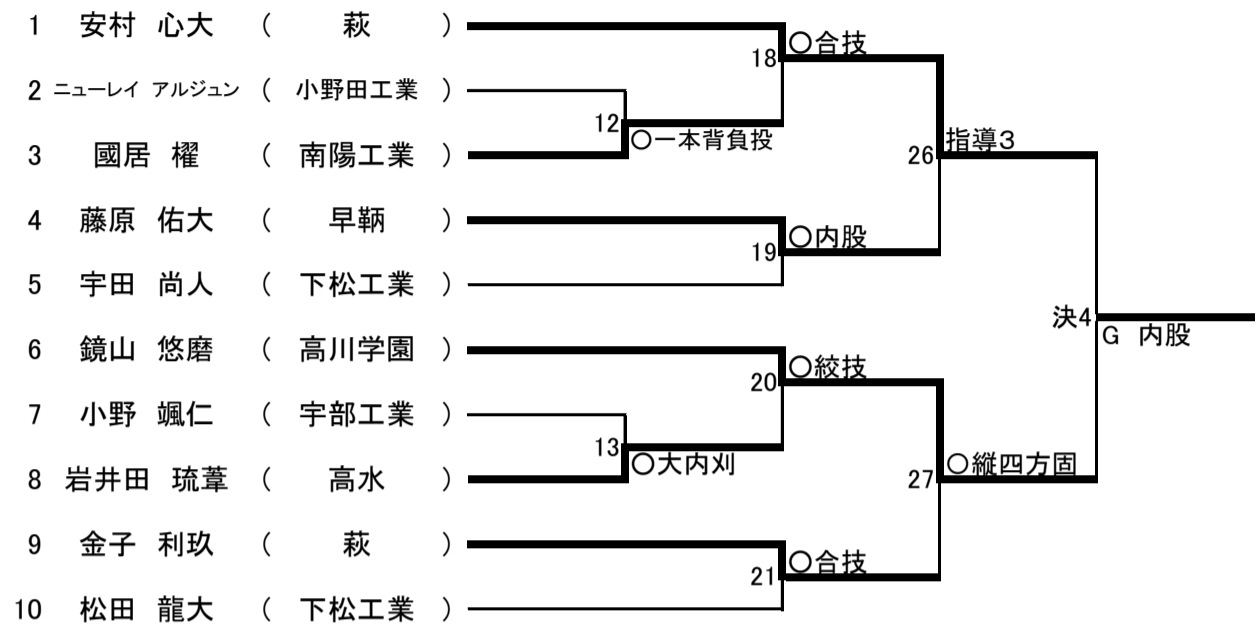 1 安村 心大 ( 萩 )
18 ○合技
2 ニューレイ アルジュン ( 小野田工業 )
12 ○一本背負投
3 國居 櫂 ( 南陽工業 )
26 指導3
4 藤原 佑大 ( 早鞆 )
19 ○内股
5 宇田 尚人 ( 下松工業 )
決4 G 内股
6 鏡山 悠磨 ( 高川学園 )
20 ○絞技
7 小野 颯仁 ( 宇部工業 )
13 ○大内刈
8 岩井田 琉葦 ( 高水 )
27 ○縦四方固
9 金子 利玖 ( 萩 )
21 ○合技
10 松田 龍大 ( 下松工業 )